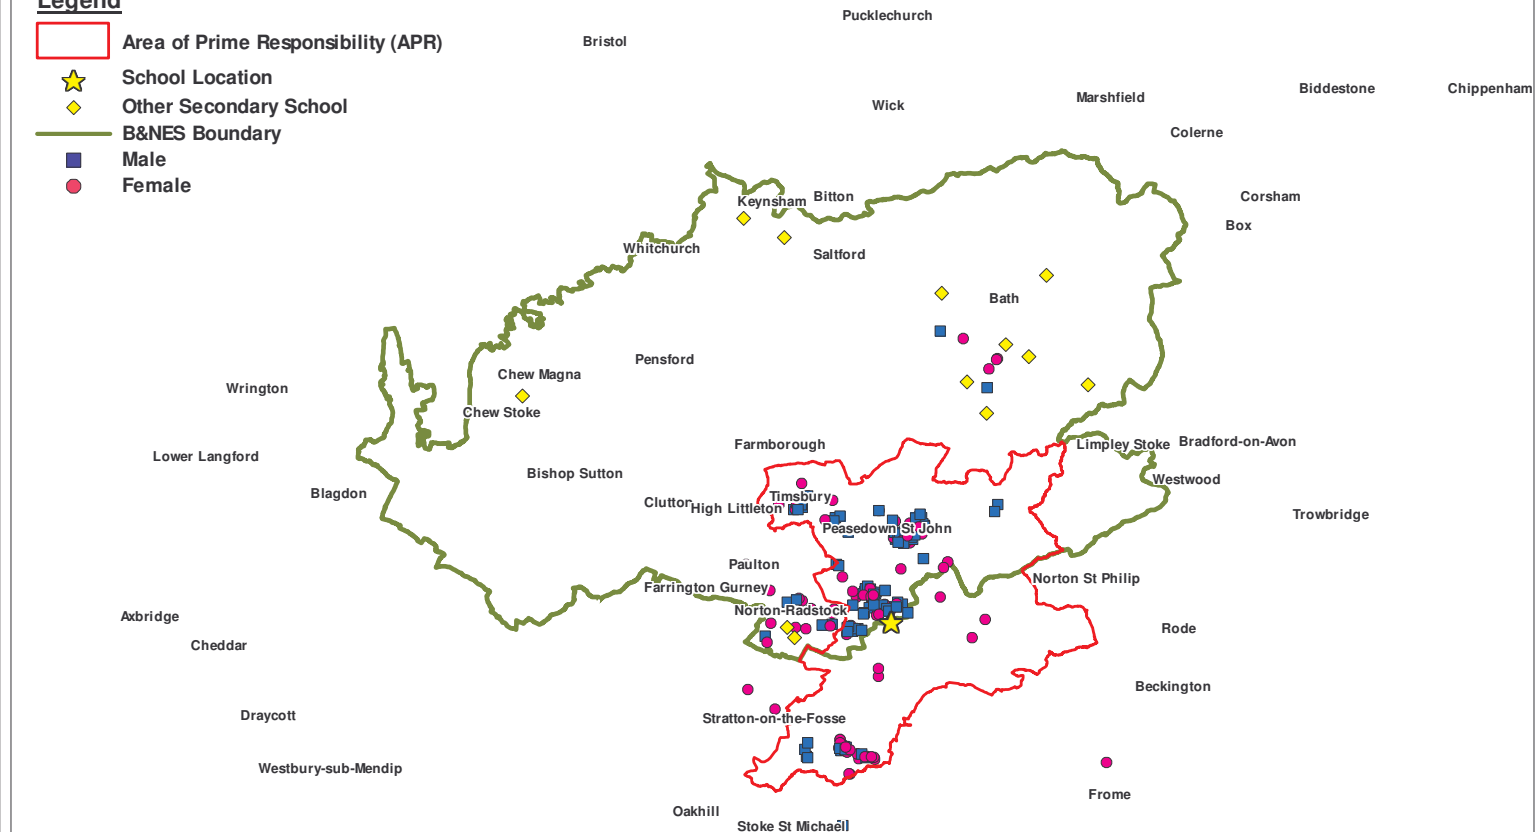 Legend
Area of Prime Responsibility (APR)
School Location
Other Secondary School
B&NES Boundary
Male
Female
Pucklechurch
Bristol
Biddestone
Chippenham
Marshfield
Wick
Colerne
Corsham
Bitton
Keynsham
Box
Whitchurch
Saltford
Bath
Pensford
Chew Magna
Wrington
Chew Stoke
Bradford-on-Avon
Farmborough
Limpley Stoke
Lower Langford
Bishop Sutton
Westwood
Blagdon
Timsbury
Clutton
High Littleton
Trowbridge
Peasedown St John
Paulton
Norton St Philip
Farrington Gurney
Norton-Radstock
Axbridge
Rode
Cheddar
Beckington
Draycott
Stratton-on-the-Fosse
Westbury-sub-Mendip
Frome
Oakhill
Stoke St Michael